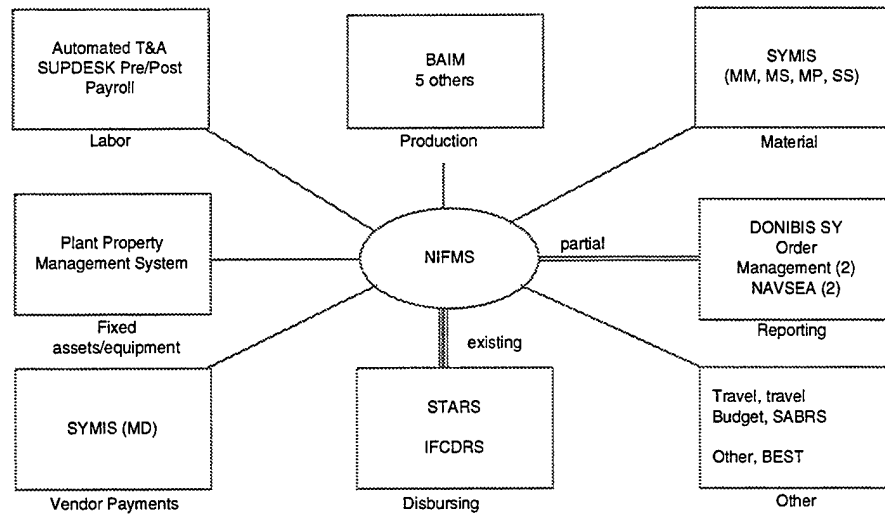 Automated T&A
SUPDESK Pre/Post
Payroll
Labor
BAIM
5 others
Production
SYMIS
(MM, MS, MP, SS)
Material
Plant Property
Management System
Fixed
assets/equipment
NIFMS
partial
DONIBIS SY
Order
Management (2)
NAVSEA (2)
Reporting
existing
SYMIS (MD)
Vendor Payments
STARS
IFCDRS
Disbursing
Travel, travel
Budget, SABRS
Other, BEST
Other